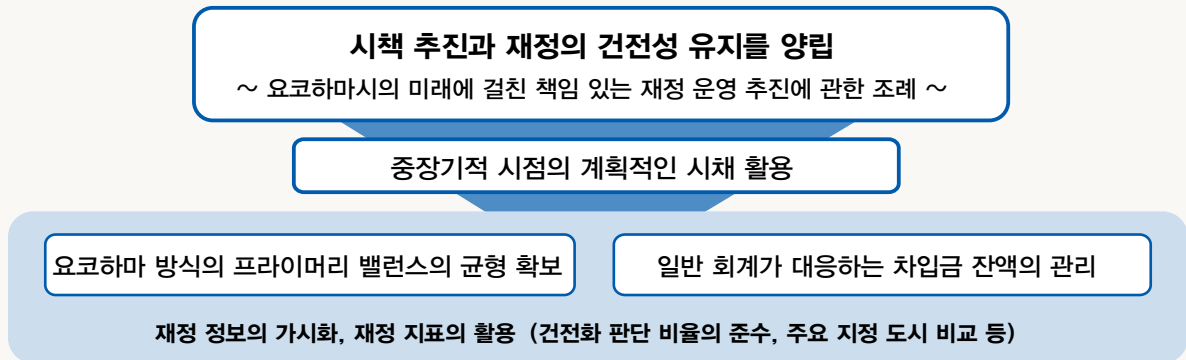 시책 추진과 재정의 건전성 유지를 양립
～ 요코하마시의 미래에 걸친 책임 있는 재정 운영 추진에 관한 조례 ～
중장기적 시점의 계획적인 시채 활용
요코하마 방식의 프라이머리 밸런스의 균형 확보
일반 회계가 대응하는 차입금 잔액의 관리
재정 정보의 가시화, 재정 지표의 활용 (건전화 판단 비율의 준수, 주요 지정 도시 비교 등)